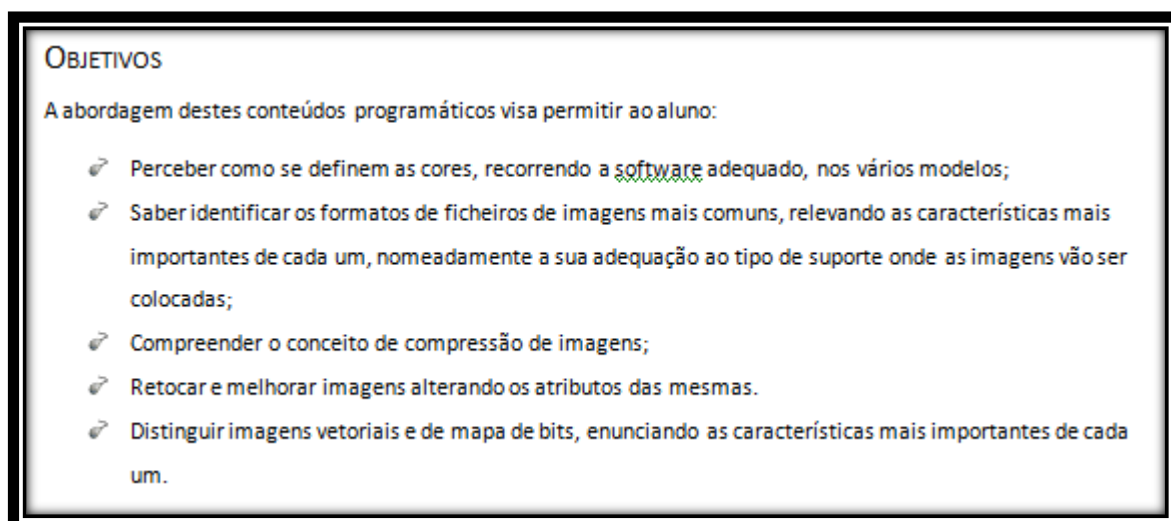 OBJETIVOS
A abordagem destes conteúdos programáticos visa permitir ao aluno:
Perceber como se definem as cores, recorrendo a software adequado, nos vários modelos;
Saber identificar os formatos de ficheiros de imagens mais comuns, relevando as características mais
importantes de cada um, nomeadamente a sua adequação ao tipo de suporte onde as imagens vão ser
colocadas;
Compreender o conceito de compressão de imagens;
Retocar e melhorar imagens alterando os atributos das mesmas.
Distinguir imagens vetoriais e de mapa de bits, enunciando as características mais importantes de cada
um.